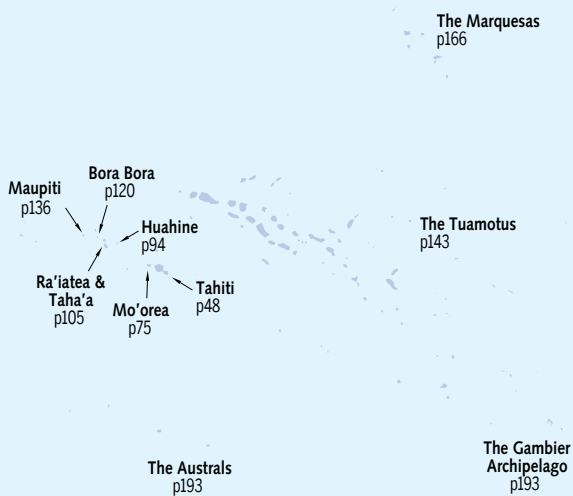 The Marquesas
p166
Bora Bora
p120
Maupiti
p136
Huahine
p94
The Tuamotus
p143
Ra'iatea &
Taha'a
p105
Mo'orea
p75
Tahiti
p48
The Gambier
Archipelago
p193
The Australs
p193